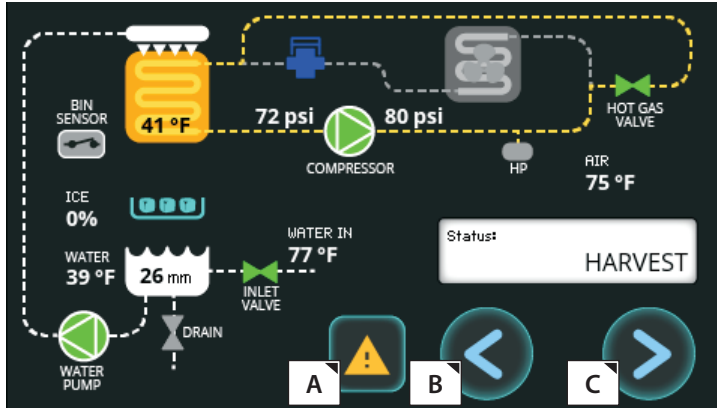 BIN
SENSOR
41 °F
72 psi
80 psi
COMPRESSOR
HOT GAS
VALVE
HP
AIR
75 °F
ICE
0%
WATER
39 °F
26 mm
WATER IN
77 °F
INLET
VALVE
DRAIN
WATER
PUMP
Status:
HARVEST
A
B
C